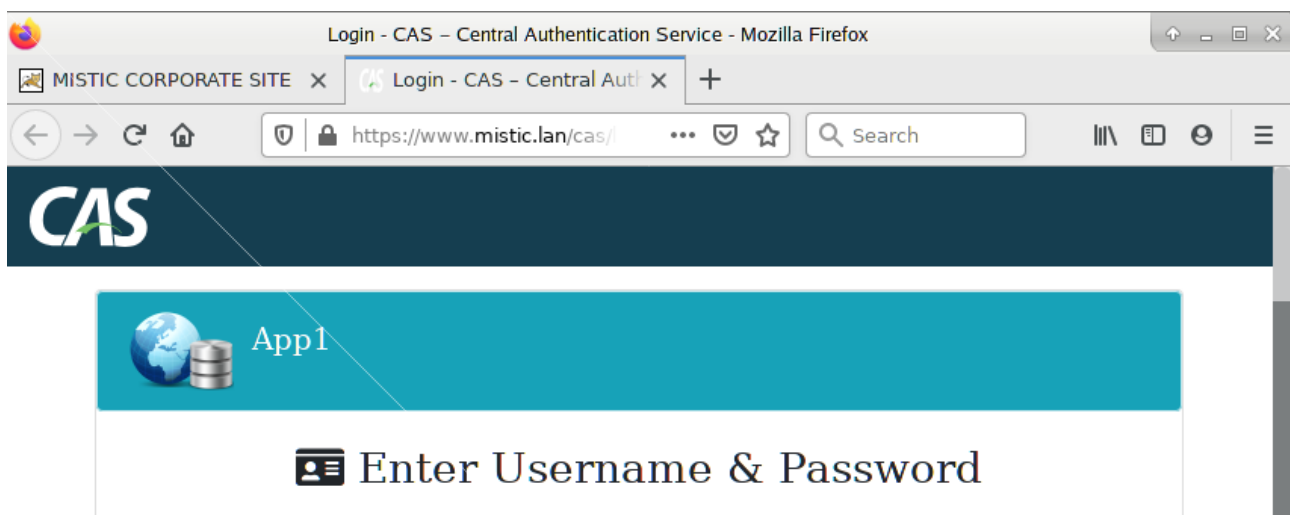 Login - CAS – Central Authentication Service - Mozilla Firefox
MiSTIC CORPORATE SITE Login - CAS – Central Auth
https://www.mistic.lan/cas/ Search
CAS
App1
Enter Username & Password